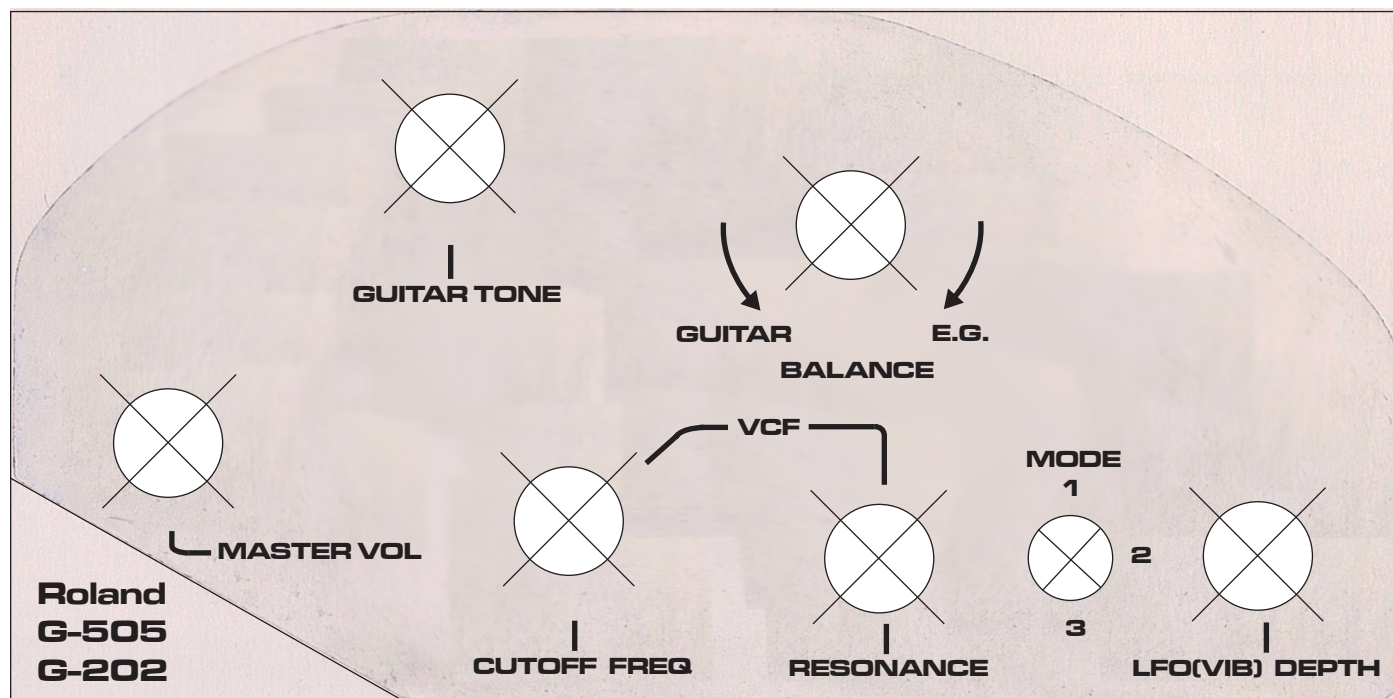 GUITAR TONE
GUITAR
E.G.
BALANCE
VCF
MODE
1
2
3
MASTER VOL
Roland
G-505
G-202
CUTOFF FREQ
RESONANCE
LFO(VIB) DEPTH